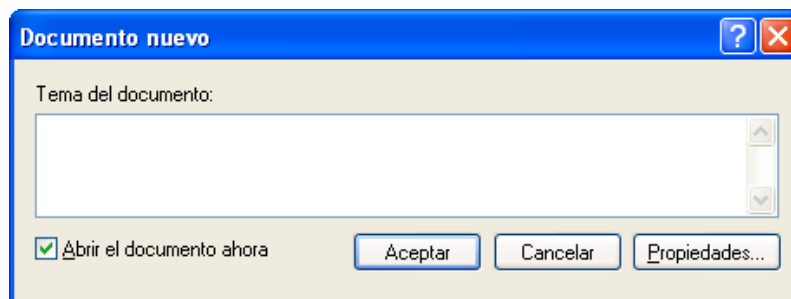 Documento nuevo
Tema del documento:
Abrir el documento ahora Aceptar Cancelar Propiedades...